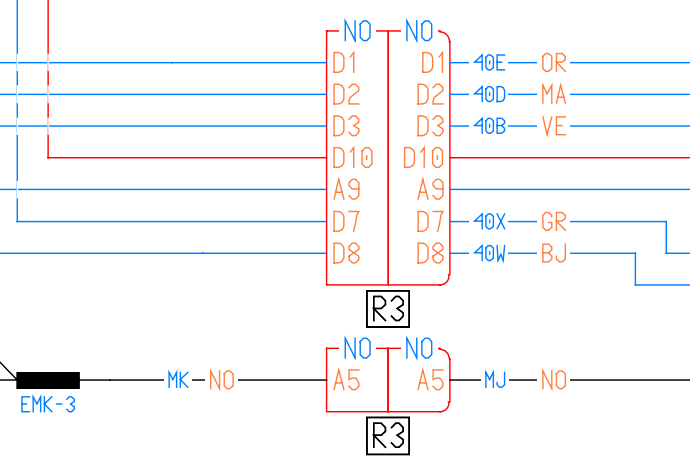 NO NO
D1 D1 40E OR
D2 D2 40D MA
D3 D3 40B VE
D10 D10
A9 A9
D7 D7 40X GR
D8 D8 40W BJ
R3
NO NO
MK NO A5 A5 MJ NO
EMK-3
R3